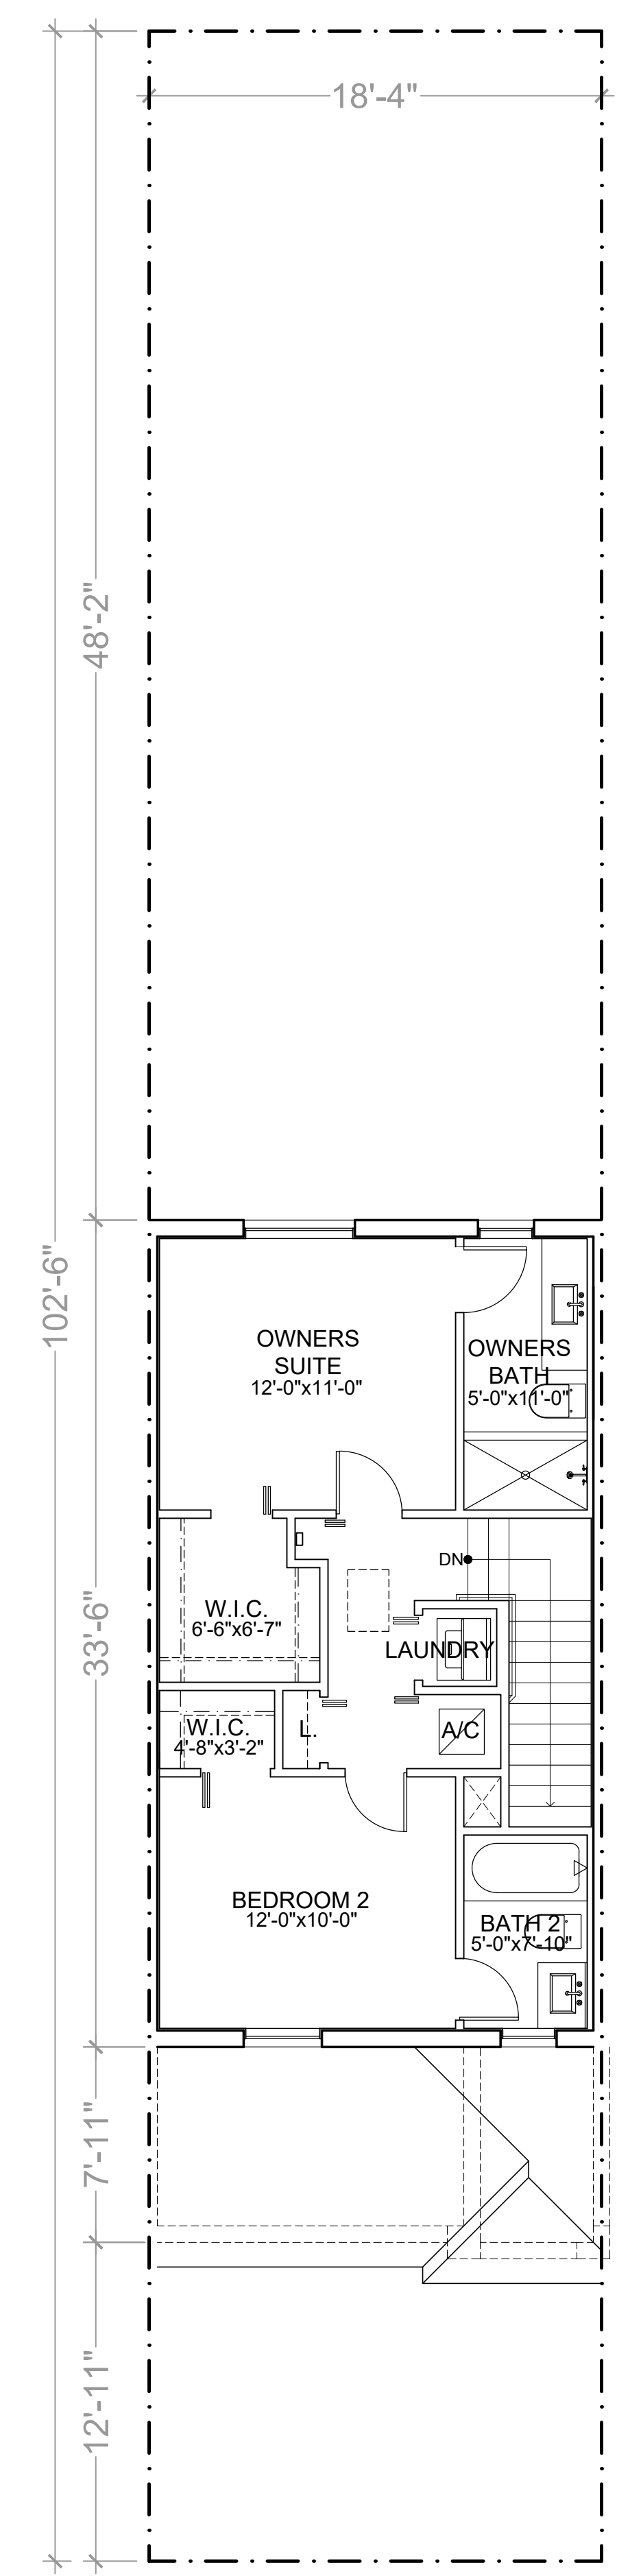 18'-4"
48'-2"
102'-6"
OWNERS
SUITE
12'-0"x11'-0"
OWNERS
BATH
5'-0"x11'-0"
DN
W.I.C.
6'-6"x6'-7"
33'-6"
LAUNDRY
W.I.C.
4'-8"x3'-2"
L.
A/C
BEDROOM 2
12'-0"x10'-0"
BATH 2
5'-0"x7'-10"
7'-11"
12'-11"